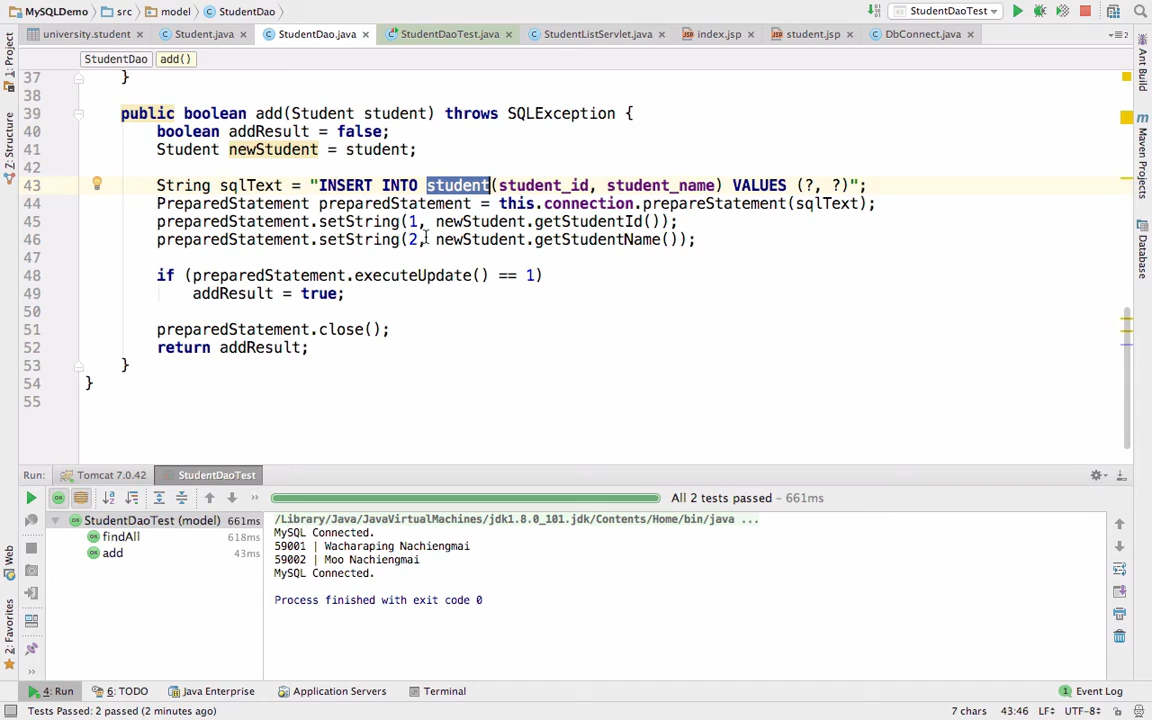 MySQLDemo src model StudentDao StudentDaoTest
university.student Student.java StudentDao.java StudentDaoTest.java StudentListServlet.java index.jsp student.jsp DbConnect.java
StudentDao add()
37 }
38
39 public boolean add(Student student) throws SQLException {
40 boolean addResult = false;
41 Student newStudent = student;
42
43 String sqlText = "INSERT INTO student(student_id, student_name) VALUES (?, ?)";
44 PreparedStatement preparedStatement = this.connection.prepareStatement(sqlText);
45 preparedStatement.setString(1, newStudent.getStudentId());
46 preparedStatement.setString(2, newStudent.getStudentName());
47
48 if (preparedStatement.executeUpdate() == 1)
49 addResult = true;
50
51 preparedStatement.close();
52 return addResult;
53 }
54 }
55
1: Project
7: Structure
Web
2: Favorites
Ant Build
Maven Projects
Database
Run: Tomcat 7.0.42 StudentDaoTest
All 2 tests passed – 661ms
StudentDaoTest (model) 661ms
findAll 618ms
add 43ms
/Library/Java/JavaVirtualMachines/jdk1.8.0_101.jdk/Contents/Home/bin/java ...
MySQL Connected.
59001 | Wacharaping Nachiengmai
59002 | Moo Nachiengmai
MySQL Connected.
Process finished with exit code 0
4: Run 6: TODO Java Enterprise Application Servers Terminal 1 Event Log
Tests Passed: 2 passed (2 minutes ago) 7 chars 43:46 LF÷ UTF-8÷